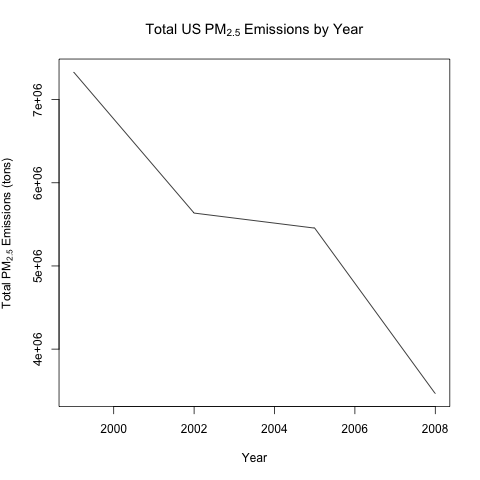 Total US PM2.5 Emissions by Year
Total PM2.5 Emissions (tons)
7e+06
6e+06
5e+06
4e+06
2000 2002 2004 2006 2008
Year